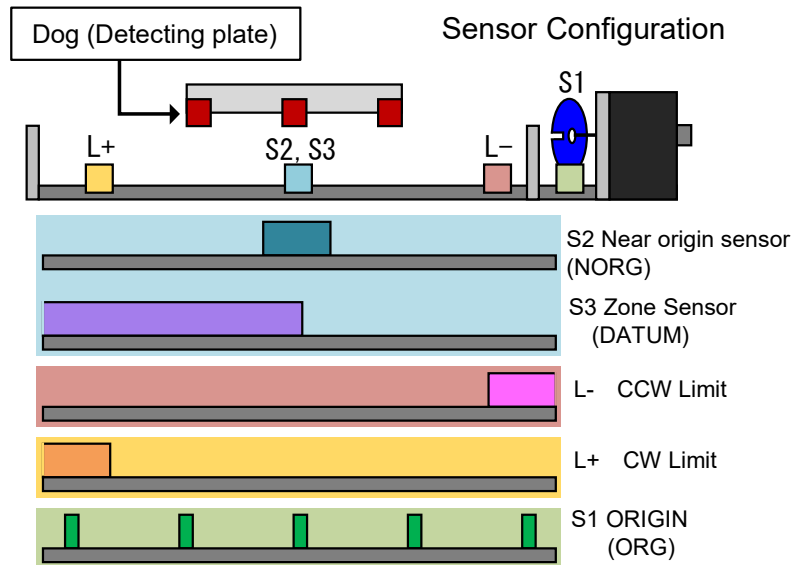 Sensor Configuration
Dog (Detecting plate)
S1
L+
S2, S3
L−
S2 Near origin sensor
(NORG)
S3 Zone Sensor
(DATUM)
L- CCW Limit
L+ CW Limit
S1 ORIGIN
(ORG)